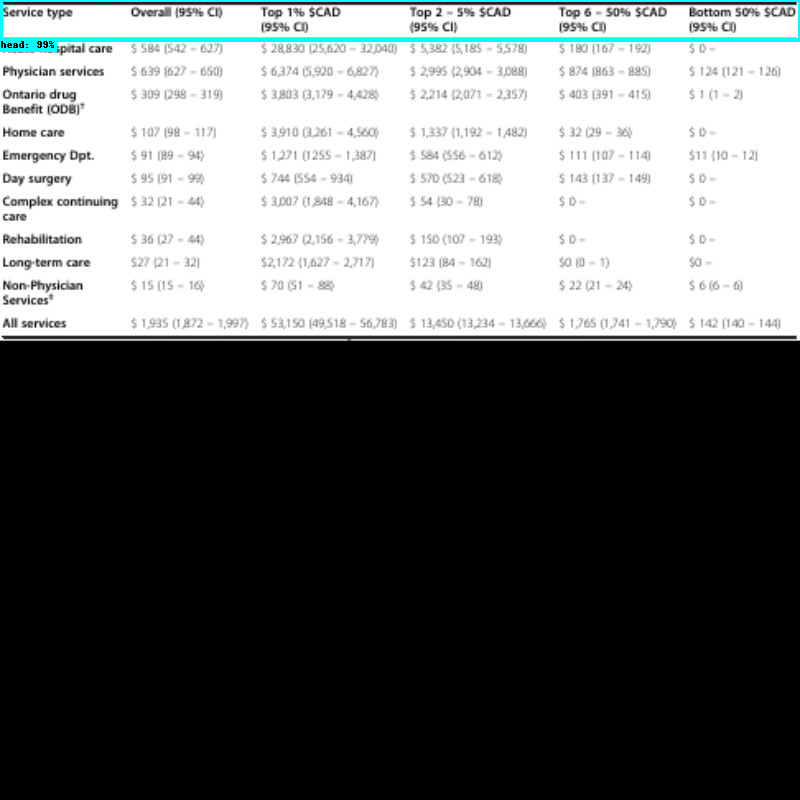 Service type Overall (95% CI) Top 1% $CAD (95% CI) Top 2 – 5% $CAD (95% CI) Top 6 – 50% $CAD (95% CI) Bottom 50% $CAD (95% CI)
head: 99%
hospital care $ 584 (542 – 627) $ 28,830 (25,620 – 32,040) $ 5,382 (5,185 – 5,578) $ 180 (167 – 192) $ 0 –
Physician services $ 639 (627 – 650) $ 6,374 (5,920 – 6,827) $ 2,995 (2,904 – 3,088) $ 874 (863 – 885) $ 124 (121 – 126)
Ontario drug Benefit (ODB)† $ 309 (298 – 319) $ 3,803 (3,179 – 4,428) $ 2,214 (2,071 – 2,357) $ 403 (391 – 415) $ 1 (1 – 2)
Home care $ 107 (98 – 117) $ 3,910 (3,261 – 4,560) $ 1,337 (1,192 – 1,482) $ 32 (29 – 36) $ 0 –
Emergency Dpt. $ 91 (89 – 94) $ 1,271 (1255 – 1,387) $ 584 (556 – 612) $ 111 (107 – 114) $11 (10 – 12)
Day surgery $ 95 (91 – 99) $ 744 (554 – 934) $ 570 (523 – 618) $ 143 (137 – 149) $ 0 –
Complex continuing care $ 32 (21 – 44) $ 3,007 (1,848 – 4,167) $ 54 (30 – 78) $ 0 – $ 0 –
Rehabilitation $ 36 (27 – 44) $ 2,967 (2,156 – 3,779) $ 150 (107 – 193) $ 0 – $ 0 –
Long-term care $27 (21 – 32) $2,172 (1,627 – 2,717) $123 (84 – 162) $0 (0 – 1) $0 –
Non-Physician Services‡ $ 15 (15 – 16) $ 70 (51 – 88) $ 42 (35 – 48) $ 22 (21 – 24) $ 6 (6 – 6)
All services $ 1,935 (1,872 – 1,997) $ 53,150 (49,518 – 56,783) $ 13,450 (13,234 – 13,666) $ 1,765 (1,741 – 1,790) $ 142 (140 – 144)